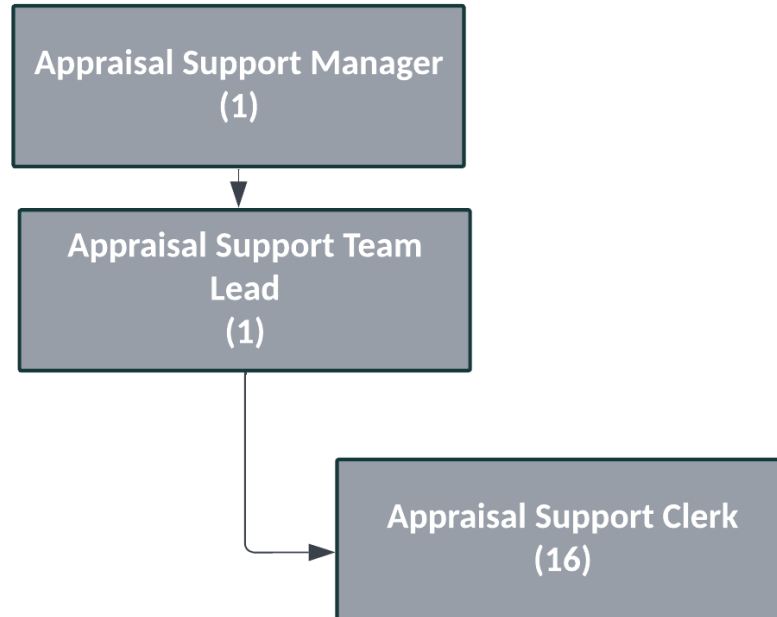 Appraisal Support Manager
(1)
Appraisal Support Team
Lead
(1)
Appraisal Support Clerk
(16)